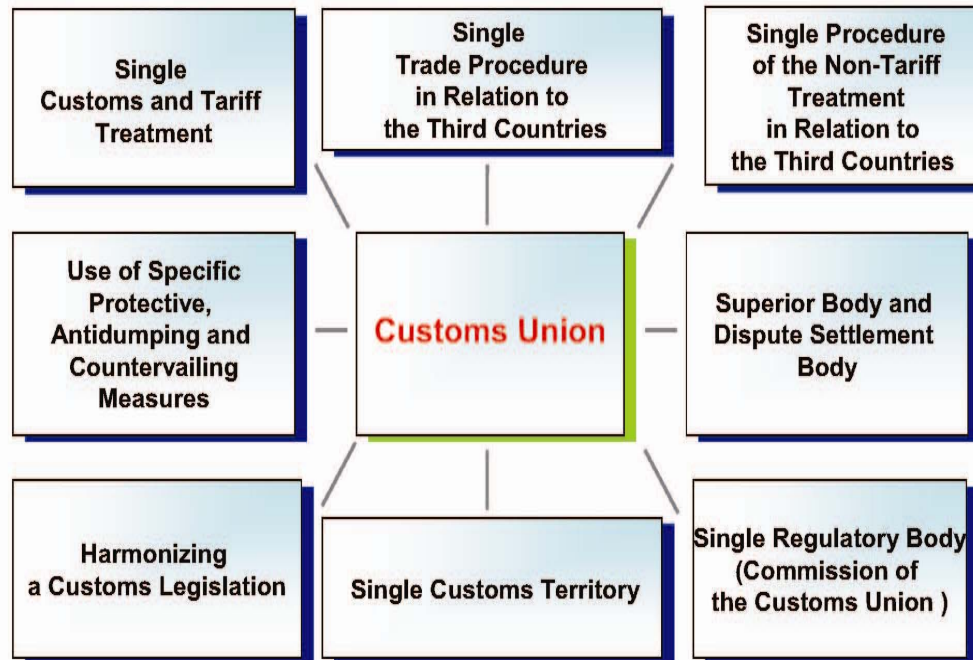 Single
Customs and Tariff
Treatment
Single
Trade Procedure
in Relation to
the Third Countries
Single Procedure
of the Non-Tariff
Treatment
in Relation to
the Third Countries
Use of Specific
Protective,
Antidumping and
Countervailing
Measures
Customs Union
Superior Body and
Dispute Settlement
Body
Harmonizing
a Customs Legislation
Single Customs Territory
Single Regulatory Body
(Commission of
the Customs Union )